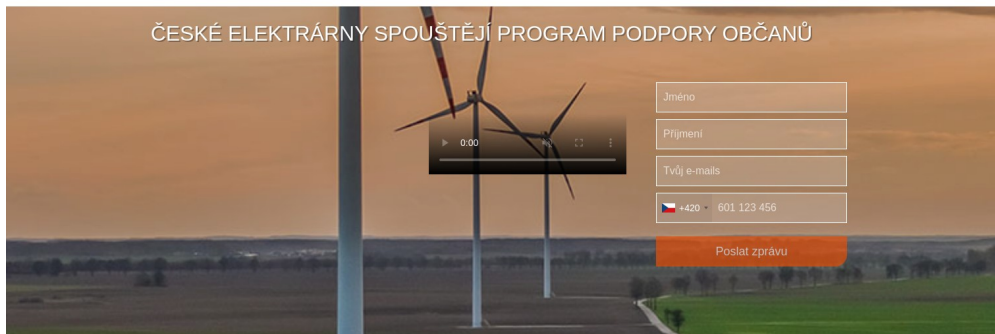 ČESKÉ ELEKTRÁRNY SPOUŠTĚJÍ PROGRAM PODPORY OBČANŮ
Jméno
Příjmení
0:00
Tvůj e-mails
+420 601 123 456
Poslat zprávu